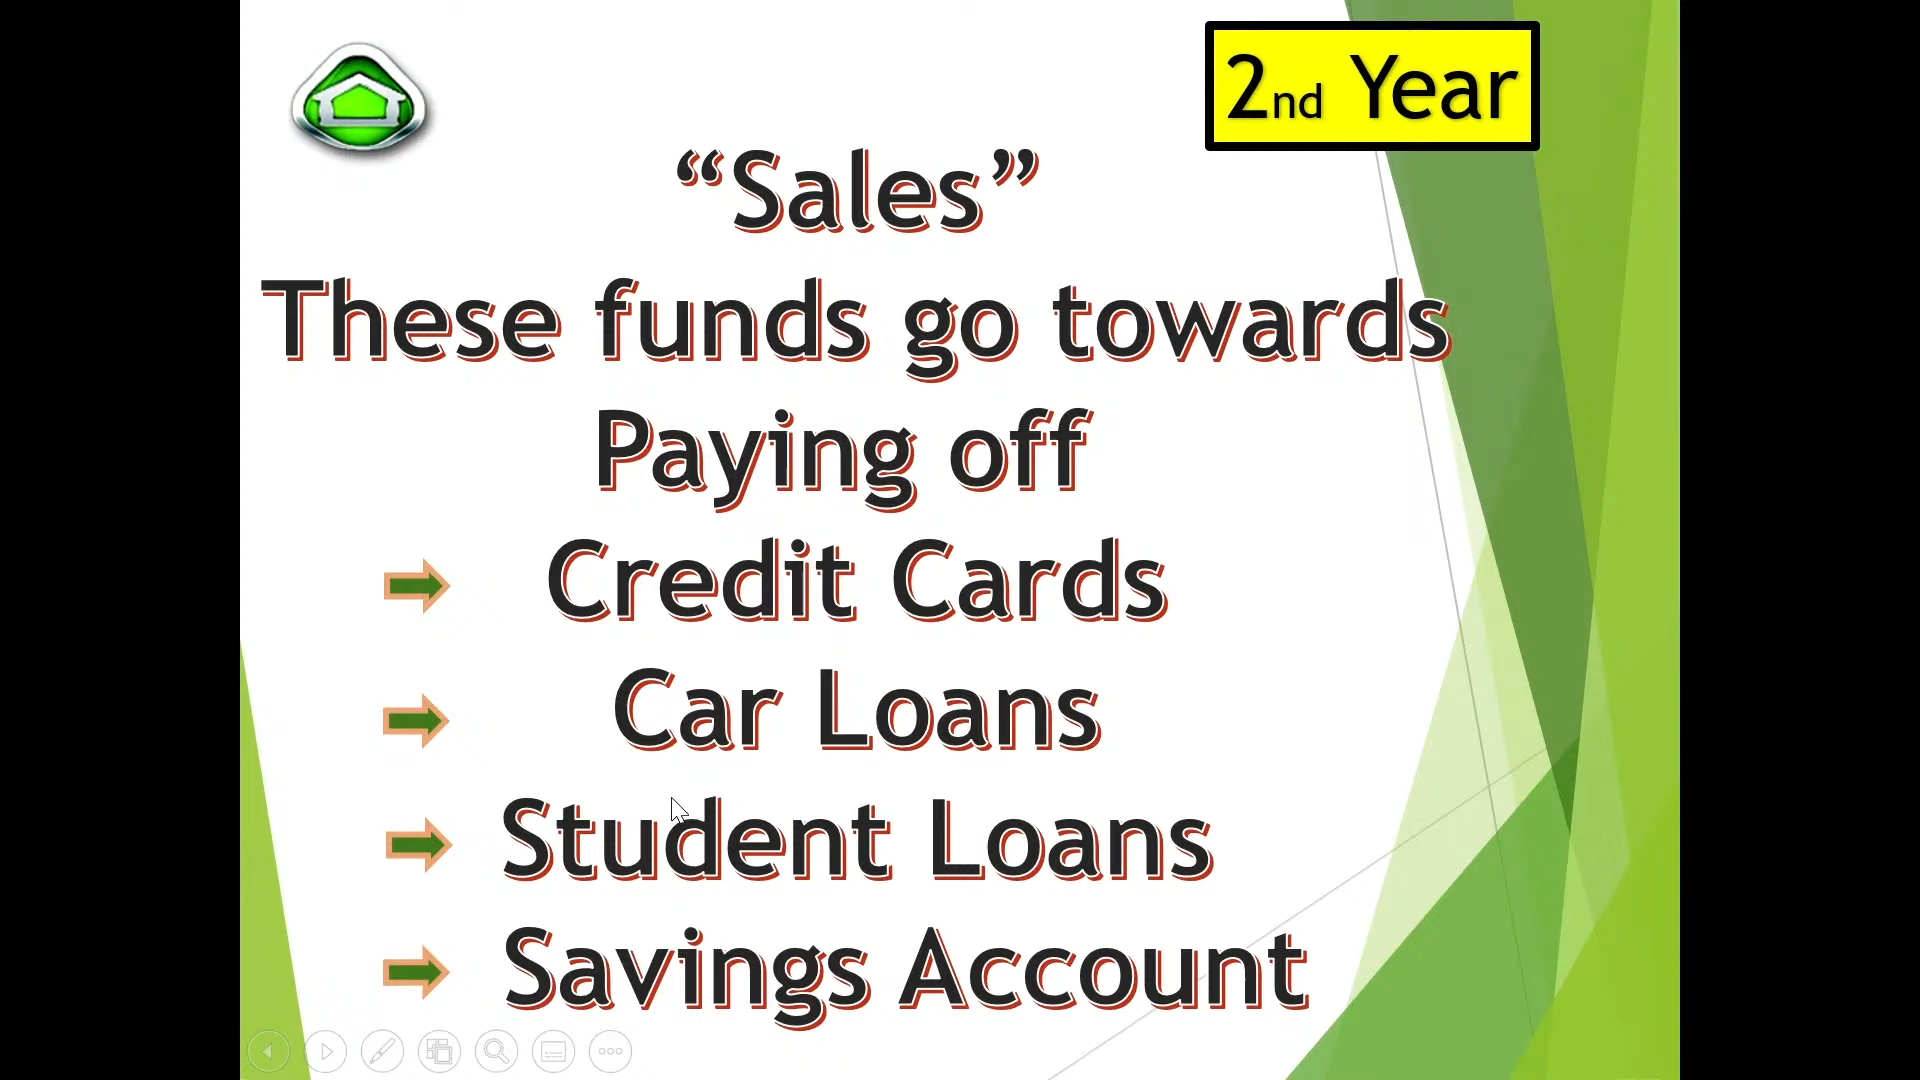 2nd Year
“Sales”
These funds go towards
Paying off
Credit Cards
Car Loans
Student Loans
Savings Account